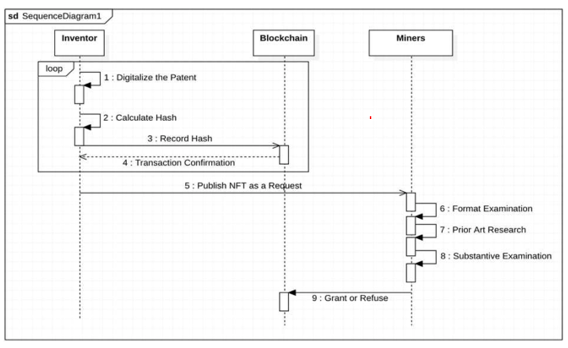 sd SequenceDiagram1
Inventor
Blockchain
Miners
loop
1 : Digitalize the Patent
2 : Calculate Hash
3 : Record Hash
4 : Transaction Confirmation
5 : Publish NFT as a Request
6 : Format Examination
7 : Prior Art Research
8 : Substantive Examination
9 : Grant or Refuse